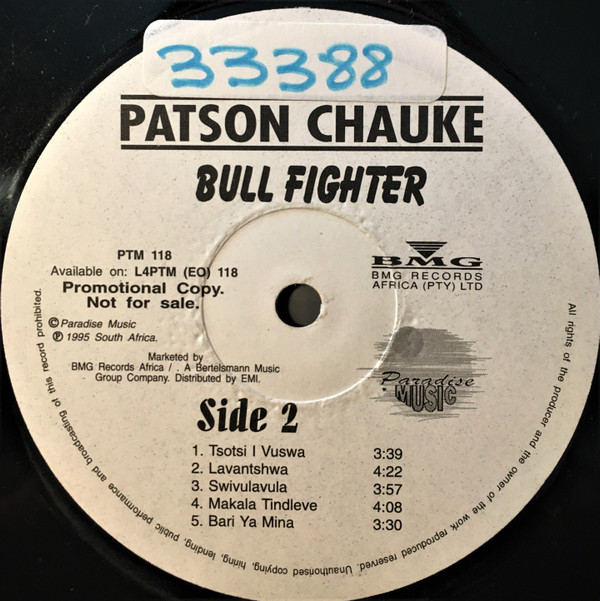 33388
PATSON CHAUKE
BULL FIGHTER
PTM 118
Available on: L4PTM (EO) 118
Promotional Copy.
Not for sale.
© Paradise Music
℗ 1995 South Africa.
Marketed by
BMG Records Africa / . A Bertelsmann Music
Group Company. Distributed by EMI.
BMG
BMG RECORDS
AFRICA (PTY) LTD
Paradise
MUSIC
Side 2
1. Tsotsi I Vuswa 3:39
2. Lavantshwa 4:22
3. Swivulavula 3:57
4. Makala Tindleve 4:08
5. Bari Ya Mina 3:30
All rights of the producer and the owner of the work reproduced reserved. Unauthorised copying, hiring, lending, public performance and broadcasting of this record prohibited.